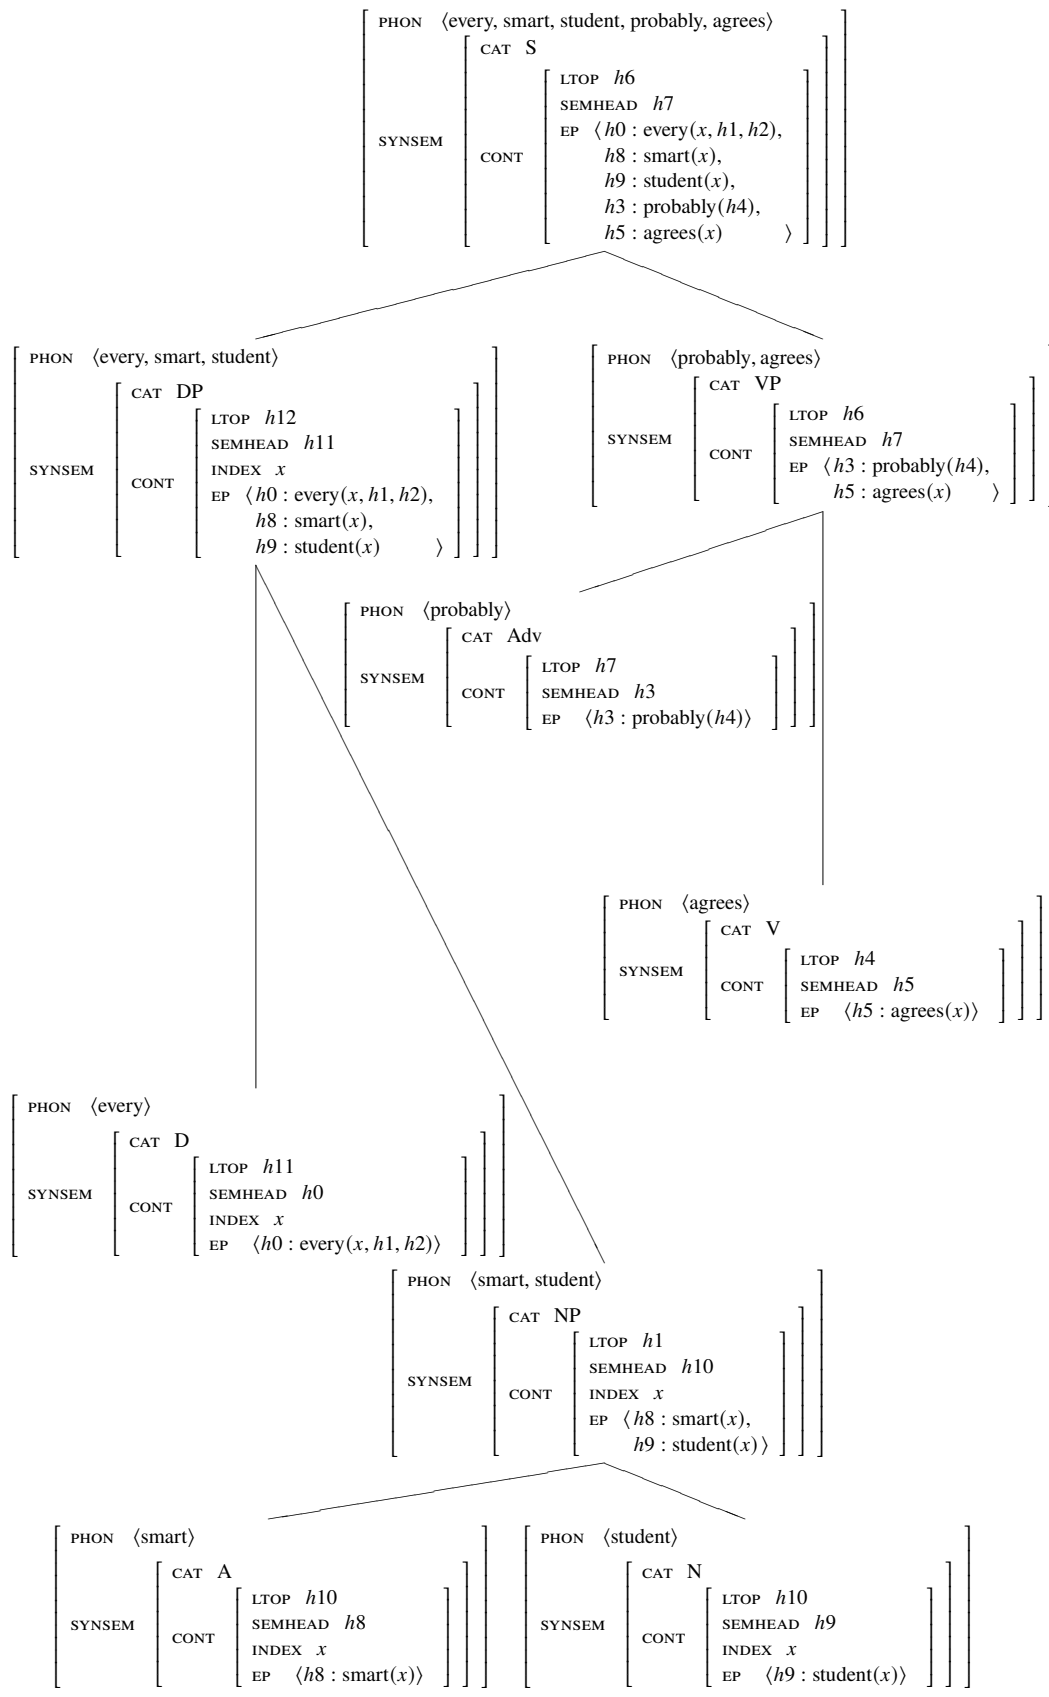 PHON ⟨every, smart, student, probably, agrees⟩
CAT S
LTOP h6
SEMHEAD h7
EP ⟨h0 : every(x, h1, h2),
SYNSEM
CONT
h8 : smart(x),
h9 : student(x),
h3 : probably(h4),
h5 : agrees(x) ⟩
PHON ⟨every, smart, student⟩
CAT DP
LTOP h12
SEMHEAD h11
SYNSEM
INDEX x
CONT
EP ⟨h0 : every(x, h1, h2),
h8 : smart(x),
h9 : student(x) ⟩
PHON ⟨probably, agrees⟩
CAT VP
LTOP h6
SYNSEM
SEMHEAD h7
CONT
EP ⟨h3 : probably(h4),
h5 : agrees(x) ⟩
PHON ⟨probably⟩
CAT Adv
LTOP h7
SYNSEM
CONT
SEMHEAD h3
EP ⟨h3 : probably(h4)⟩
PHON ⟨agrees⟩
CAT V
LTOP h4
SYNSEM
CONT
SEMHEAD h5
EP ⟨h5 : agrees(x)⟩
PHON ⟨every⟩
CAT D
LTOP h11
SYNSEM
SEMHEAD h0
CONT
INDEX x
EP ⟨h0 : every(x, h1, h2)⟩
PHON ⟨smart, student⟩
CAT NP
LTOP h1
SEMHEAD h10
SYNSEM
INDEX x
CONT
EP ⟨h8 : smart(x),
h9 : student(x)⟩
PHON ⟨smart⟩
CAT A
LTOP h10
SYNSEM
SEMHEAD h8
CONT
INDEX x
EP ⟨h8 : smart(x)⟩
PHON ⟨student⟩
CAT N
LTOP h10
SYNSEM
SEMHEAD h9
CONT
INDEX x
EP ⟨h9 : student(x)⟩